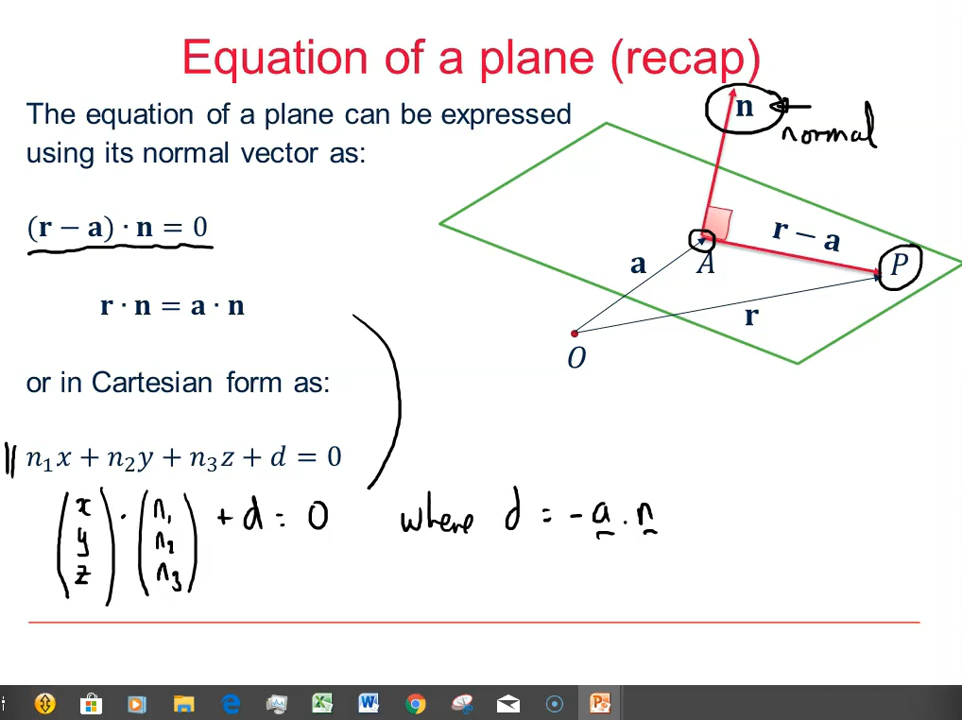 Equation of a plane (recap)
The equation of a plane can be expressed
using its normal vector as:
n
normal
(r − a) · n = 0
r − a
a
A
P
r · n = a · n
r
O
or in Cartesian form as:
n₁x + n₂y + n₃z + d = 0
(x y z) · (n₁ n₂ n₃) + d = 0 where d = - a . n